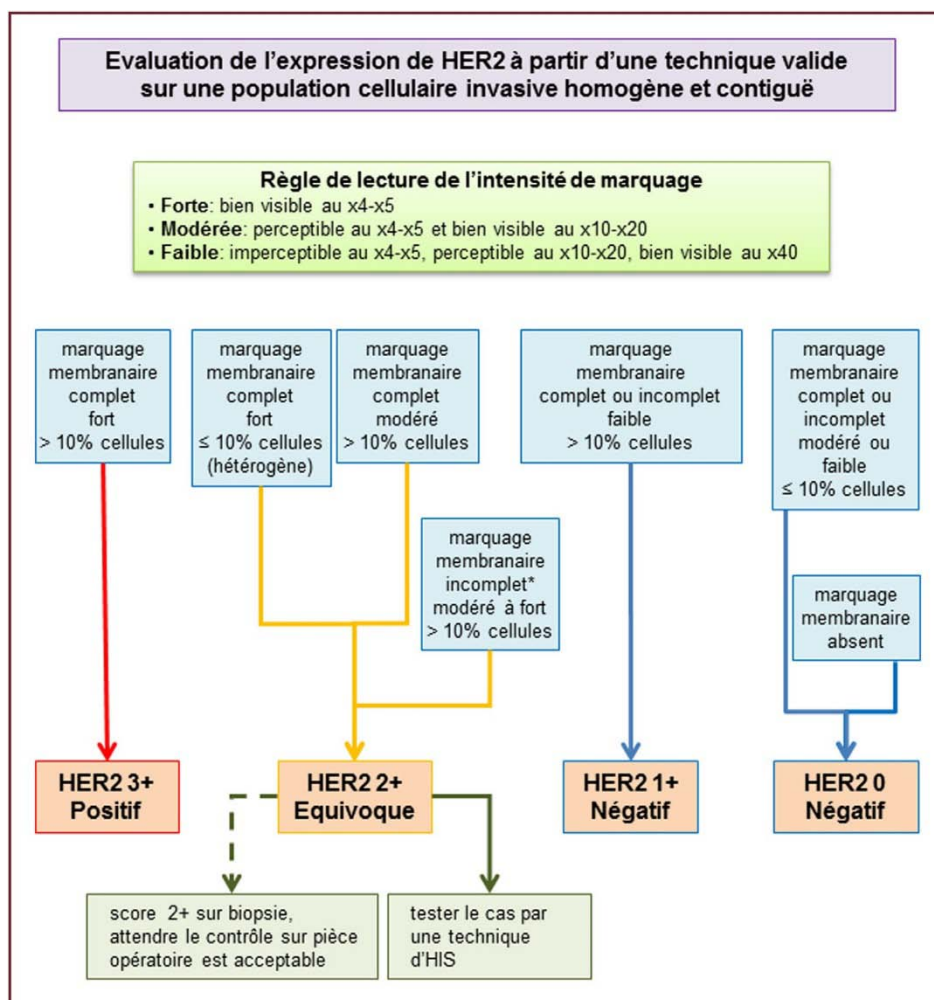 Evaluation de l'expression de HER2 à partir d'une technique valide
sur une population cellulaire invasive homogène et contiguë
Règle de lecture de l'intensité de marquage
• Forte: bien visible au x4-x5
• Modérée: perceptible au x4-x5 et bien visible au x10-x20
• Faible: imperceptible au x4-x5, perceptible au x10-x20, bien visible au x40
marquage
membranaire
complet
fort
> 10% cellules
marquage
membranaire
complet
fort
≤ 10% cellules
(hétérogène)
marquage
membranaire
complet
modéré
> 10% cellules
marquage
membranaire
incomplet*
modéré à fort
> 10% cellules
marquage
membranaire
complet ou incomplet
faible
> 10% cellules
marquage
membranaire
complet ou
incomplet
modéré ou
faible
≤ 10% cellules
marquage
membranaire
absent
HER2 3+
Positif
HER2 2+
Equivoque
HER2 1+
Négatif
HER2 0
Négatif
score 2+ sur biopsie,
attendre le contrôle sur pièce
opératoire est acceptable
tester le cas par
une technique
d'HIS